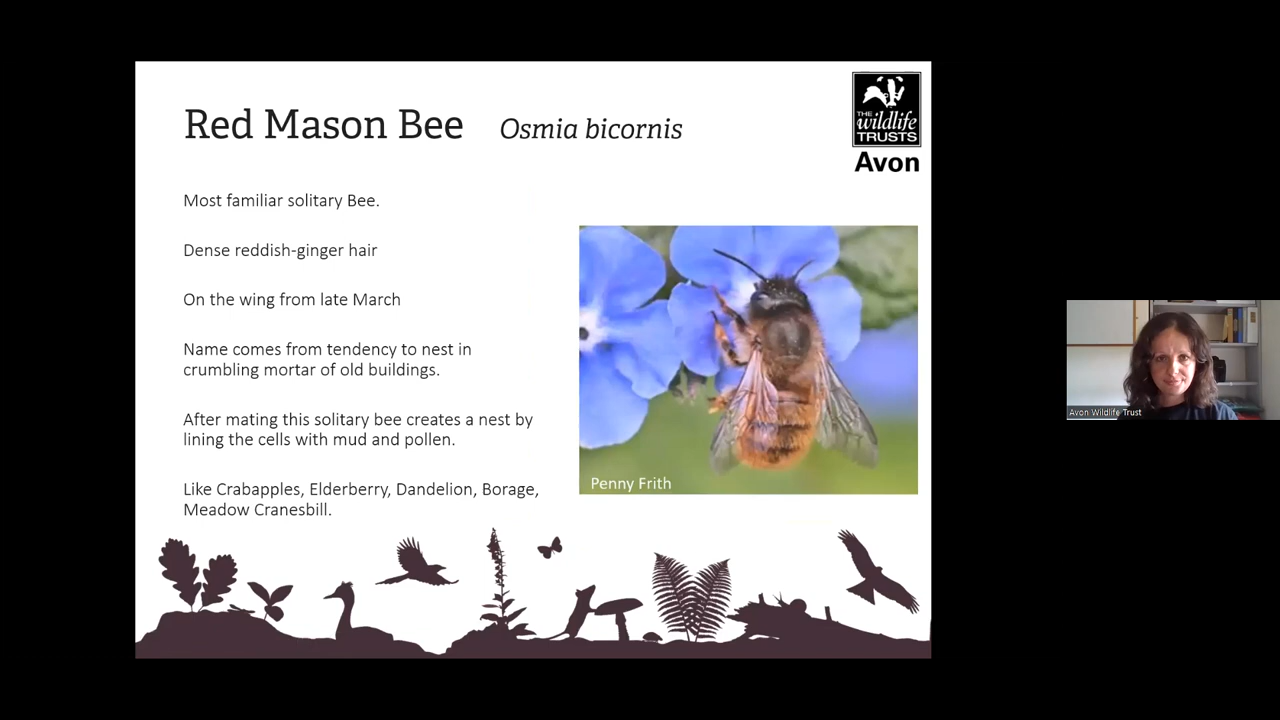 Red Mason Bee Osmia bicornis
THE
wildlife
TRUSTS
Avon
Most familiar solitary Bee.
Dense reddish-ginger hair
On the wing from late March
Name comes from tendency to nest in
crumbling mortar of old buildings.
After mating this solitary bee creates a nest by
lining the cells with mud and pollen.
Like Crabapples, Elderberry, Dandelion, Borage,
Meadow Cranesbill.
Penny Frith
Avon Wildlife Trust